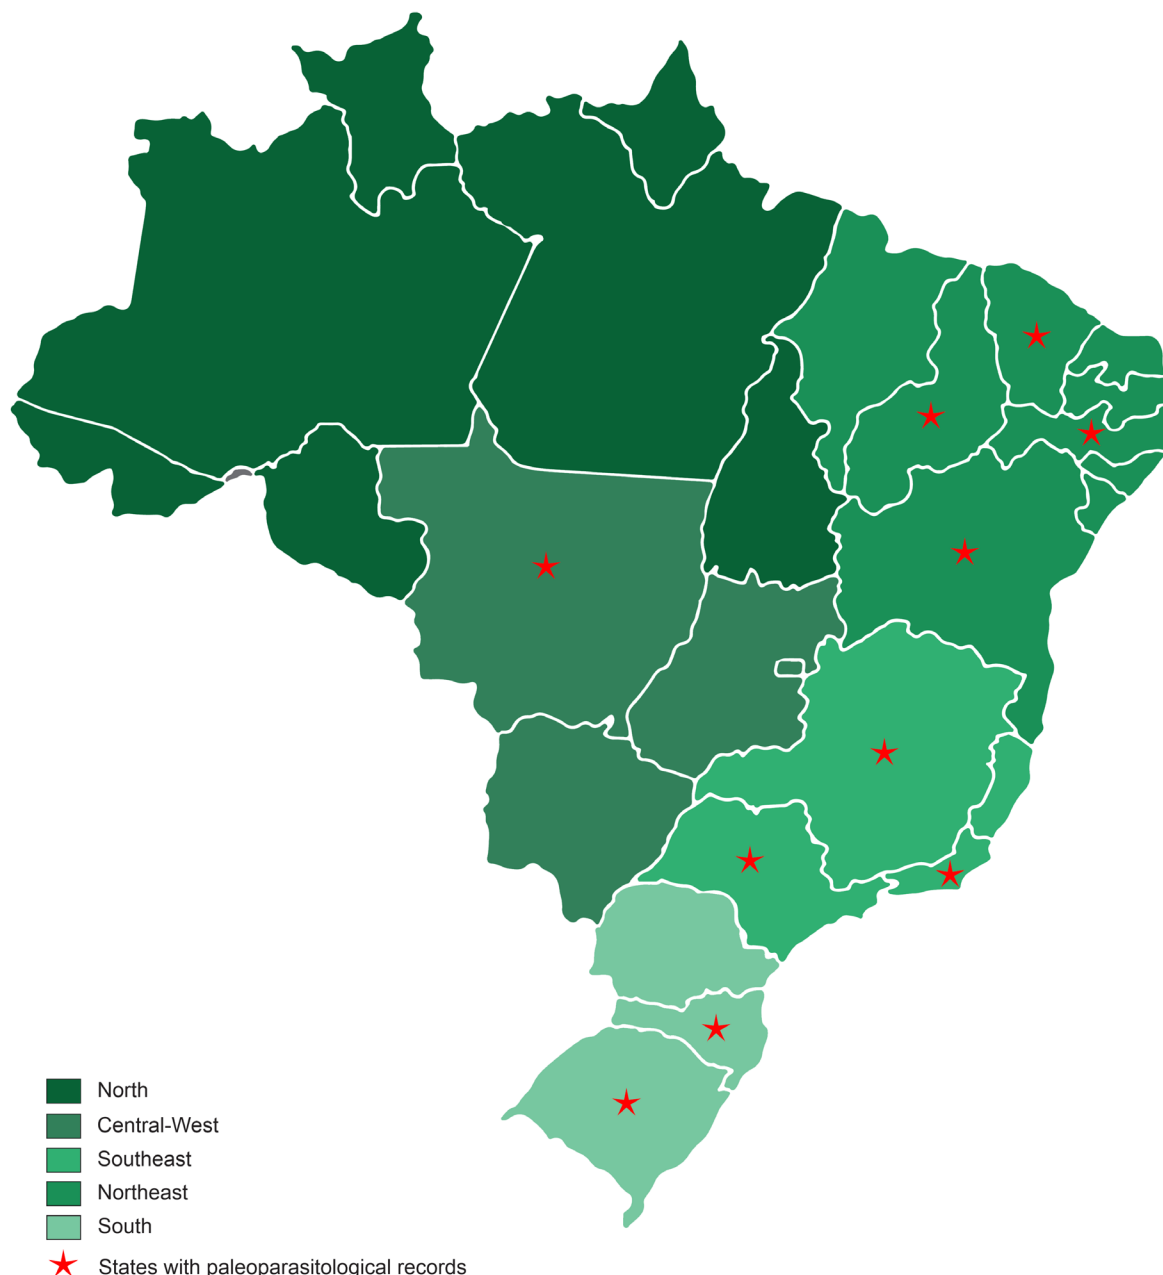 North
Central-West
Southeast
Northeast
South
States with paleoparasitological records